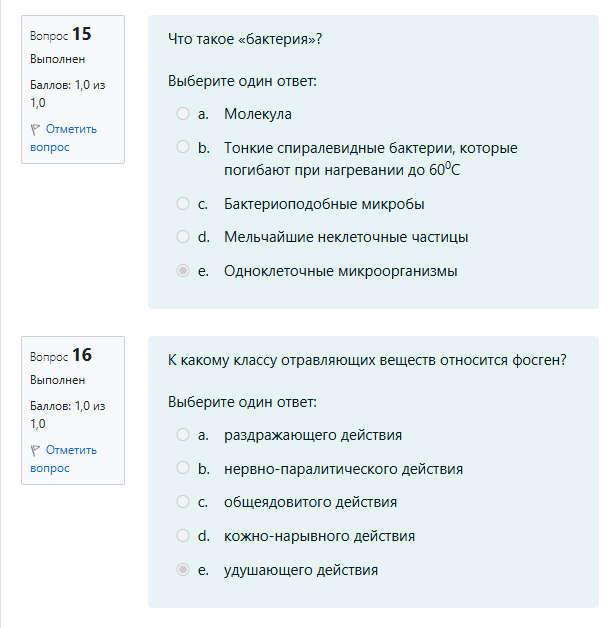 Вопрос 15
Выполнен
Баллов: 1,0 из
1,0
Отметить
вопрос
Что такое «бактерия»?
Выберите один ответ:
a. Молекула
b. Тонкие спиралевидные бактерии, которые
погибают при нагревании до 60⁰С
c. Бактериоподобные микробы
d. Мельчайшие неклеточные частицы
e. Одноклеточные микроорганизмы
Вопрос 16
Выполнен
Баллов: 1,0 из
1,0
Отметить
вопрос
К какому классу отравляющих веществ относится фосген?
Выберите один ответ:
a. раздражающего действия
b. нервно-паралитического действия
c. общеядовитого действия
d. кожно-нарывного действия
e. удушающего действия